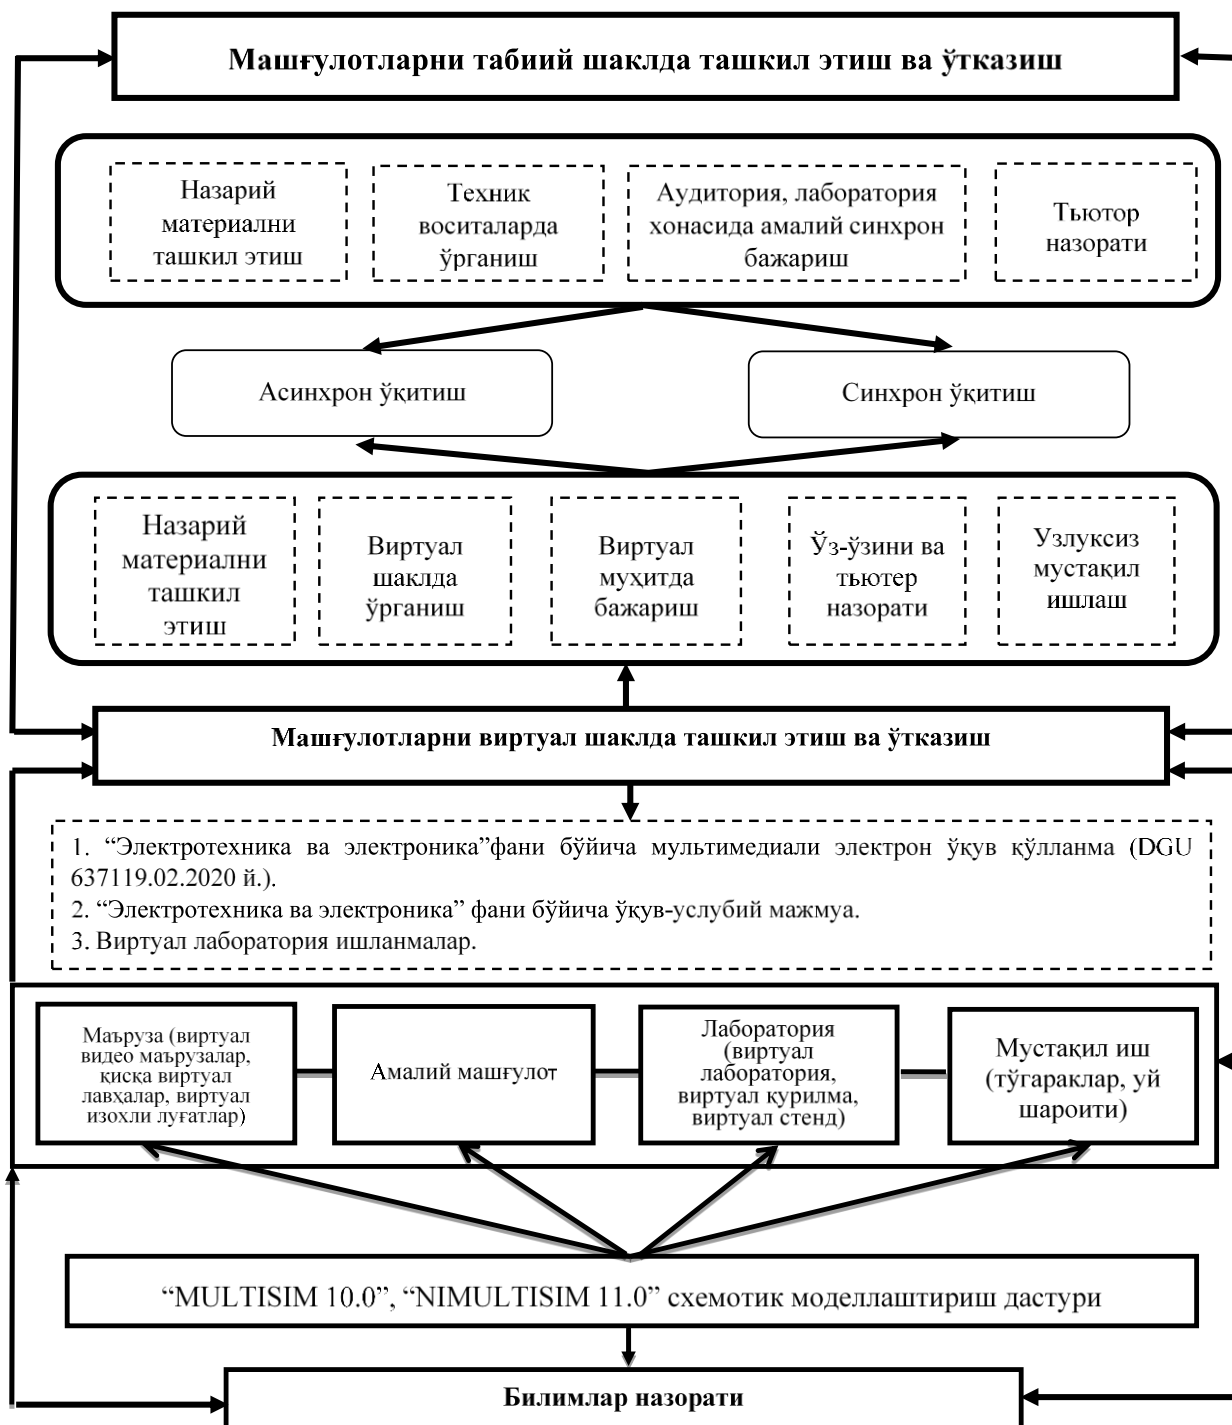 Машғулотларни табиий шаклда ташкил этиш ва ўтказиш
Назарий
материални
ташкил этиш
Техник
воситаларда
ўрганиш
Аудитория, лаборатория
хонасида амалий синхрон
бажариш
Тьютор
назорати
Асинхрон ўқитиш
Синхрон ўқитиш
Назарий
материални
ташкил
этиш
Виртуал
шаклда
ўрганиш
Виртуал
муҳитда
бажариш
Ўз-ўзини ва
тьютер
назорати
Узлуксиз
мустақил
ишлаш
Машғулотларни виртуал шаклда ташкил этиш ва ўтказиш
1. “Электротехника ва электроника”фани бўйича мультимедиали электрон ўқув қўлланма (DGU
637119.02.2020 й.).
2. “Электротехника ва электроника” фани бўйича ўқув-услубий мажмуа.
3. Виртуал лаборатория ишланмалар.
Маъруза (виртуал
видео маърузалар,
қисқа виртуал
лавҳалар, виртуал
изохли луғатлар)
Амалий машғулот
Лаборатория
(виртуал
лаборатория,
виртуал қурилма,
виртуал стенд)
Мустақил иш
(тўгараклар, уй
шароити)
“MULTISIM 10.0”, “NIMULTISIM 11.0” схемотик моделлаштириш дастури
Билимлар назорати